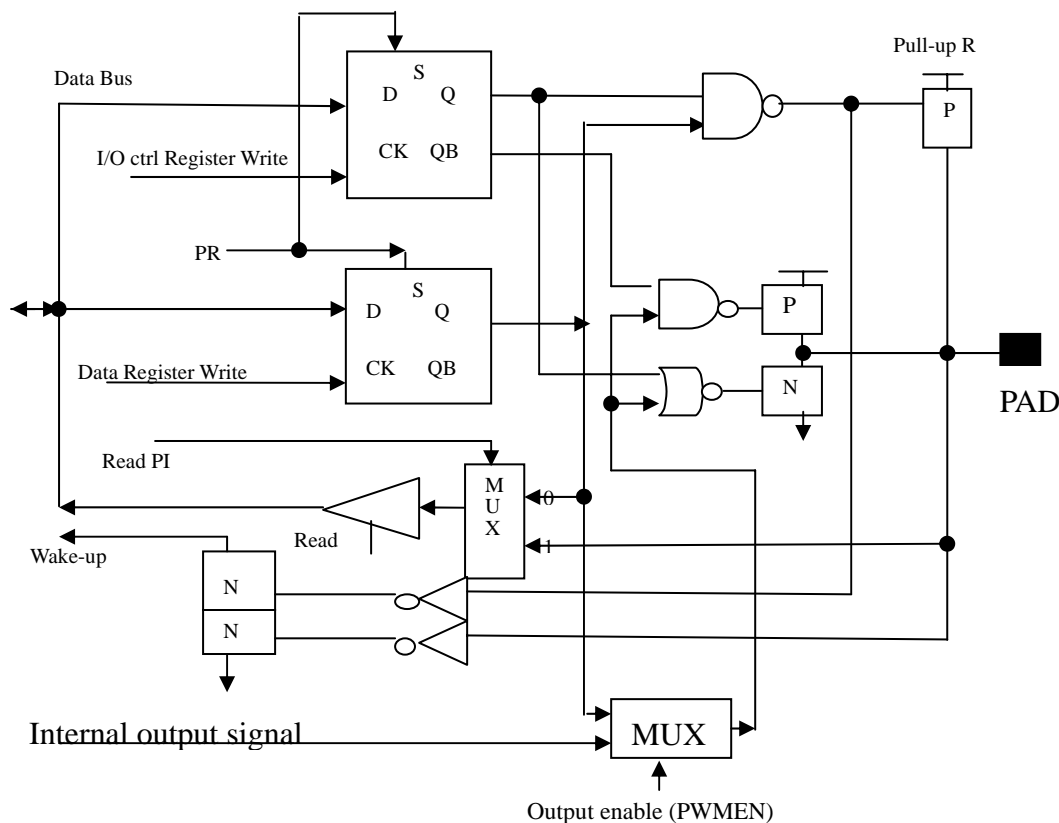 Pull-up R
Data Bus
S
D Q
P
CK QB
I/O ctrl Register Write
PR
S
D Q
P
CK QB
Data Register Write
N
PAD
Read PI
M
U
X
0
1
Read
Wake-up
N
N
Internal output signal
MUX
Output enable (PWMEN)